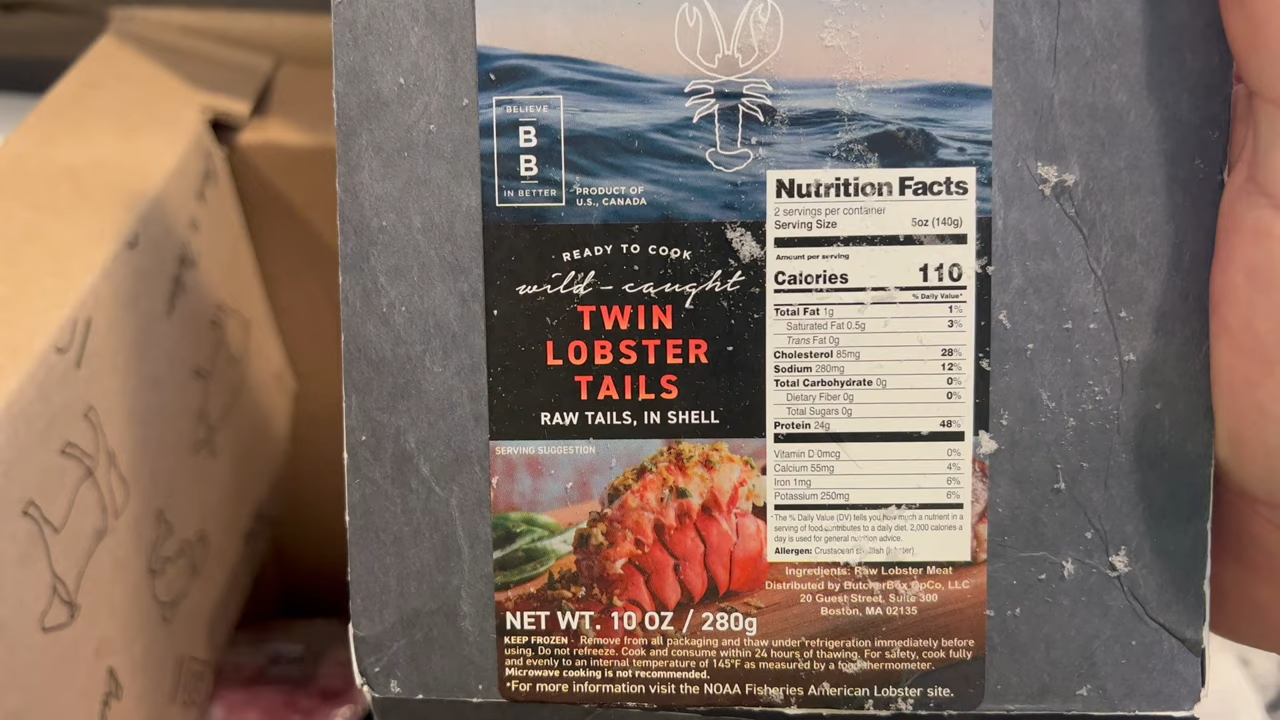 BELIEVE
B
B
IN BETTER
PRODUCT OF
U.S., CANADA
READY TO COOK
wild-caught
TWIN
LOBSTER
TAILS
RAW TAILS, IN SHELL
SERVING SUGGESTION
Nutrition Facts
2 servings per container
Serving Size 5oz (140g)
Amount per serving
Calories 110
% Daily Value*
Total Fat 1g 1%
Saturated Fat 0.5g 3%
Trans Fat 0g
Cholesterol 85mg 28%
Sodium 280mg 12%
Total Carbohydrate 0g 0%
Dietary Fiber 0g 0%
Total Sugars 0g
Protein 24g 48%
Vitamin D 0mcg 0%
Calcium 55mg 4%
Iron 1mg 6%
Potassium 250mg 6%
*The % Daily Value (DV) tells you how much a nutrient in a
serving of food contributes to a daily diet. 2,000 calories a
day is used for general nutrition advice.
Allergen: Crustacean shellfish (lobster)
Ingredients: Raw Lobster Meat
Distributed by ButcherBox OpCo, LLC
20 Guest Street, Suite 300
Boston, MA 02135
NET WT. 10 OZ / 280g
KEEP FROZEN - Remove from all packaging and thaw under refrigeration immediately before
using. Do not refreeze. Cook and consume within 24 hours of thawing. For safety, cook fully
and evenly to an internal temperature of 145°F as measured by a food thermometer.
Microwave cooking is not recommended.
*For more information visit the NOAA Fisheries American Lobster site.